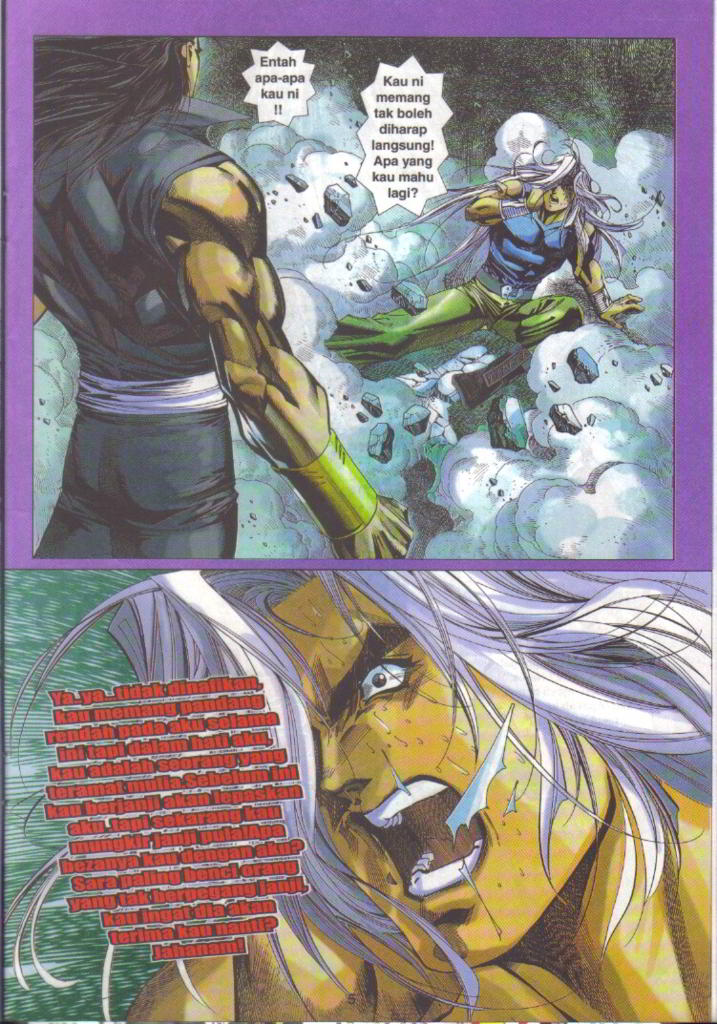 Entah
apa-apa
kau ni
!!
Kau ni
memang
tak boleh
diharap
langsung!
Apa yang
kau mahu
lagi?
Ya..ya...tidak dinafikan,
kau memang pandang
rendah pada aku selama
ini tapi dalam hati aku,
kau adalah seorang yang
teramat mulia.Sebelum ini
kau berjanji akan lepaskan
aku,tapi sekarang kau
mungkir janji pula!Apa
bezanya kau dengan ade?
Sara paling benci orang
yang tak berpegang janji,
kau ingat dia akan
terima kau nanti?
Jahanam!
5